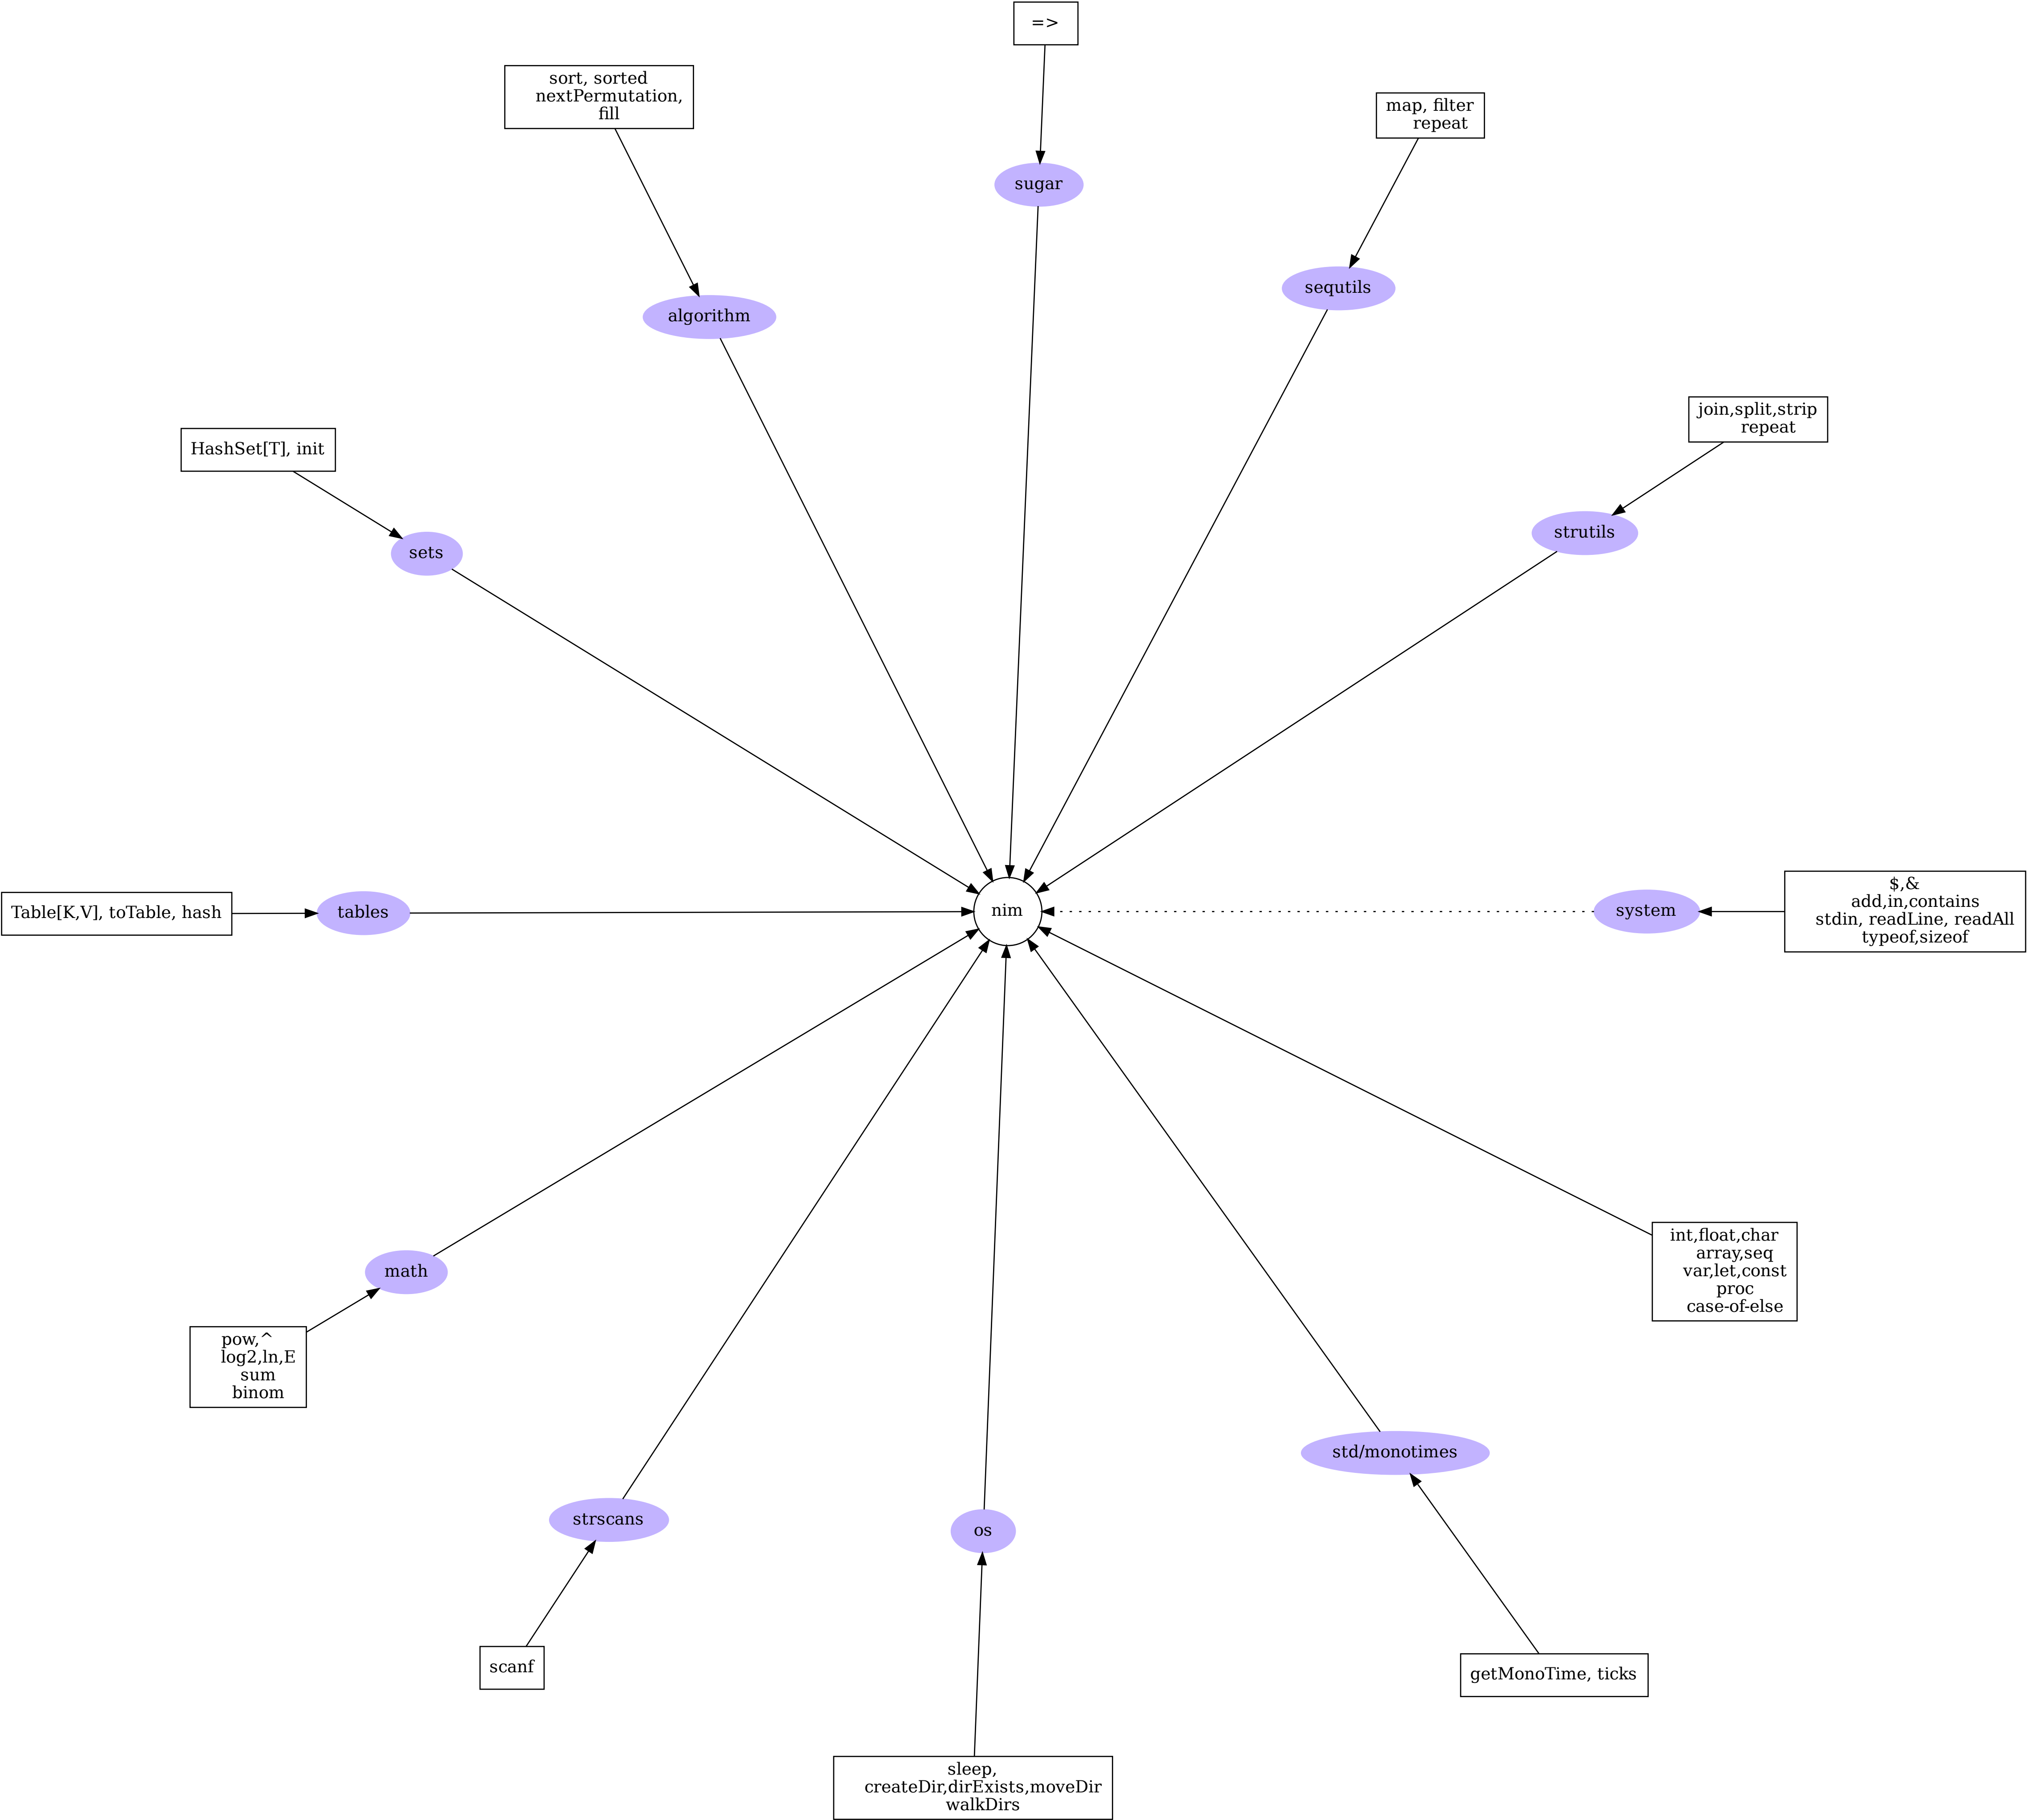 =>
sort, sorted
nextPermutation,
fill
map, filter
repeat
sugar
sequtils
algorithm
join,split,strip
repeat
HashSet[T], init
strutils
sets
Table[K,V], toTable, hash
tables
nim
system
$,&
add,in,contains
stdin, readLine, readAll
typeof,sizeof
int,float,char
array,seq
var,let,const
proc
case-of-else
math
pow,^
log2,ln,E
sum
binom
std/monotimes
strscans
os
scanf
getMonoTime, ticks
sleep,
createDir,dirExists,moveDir
walkDirs